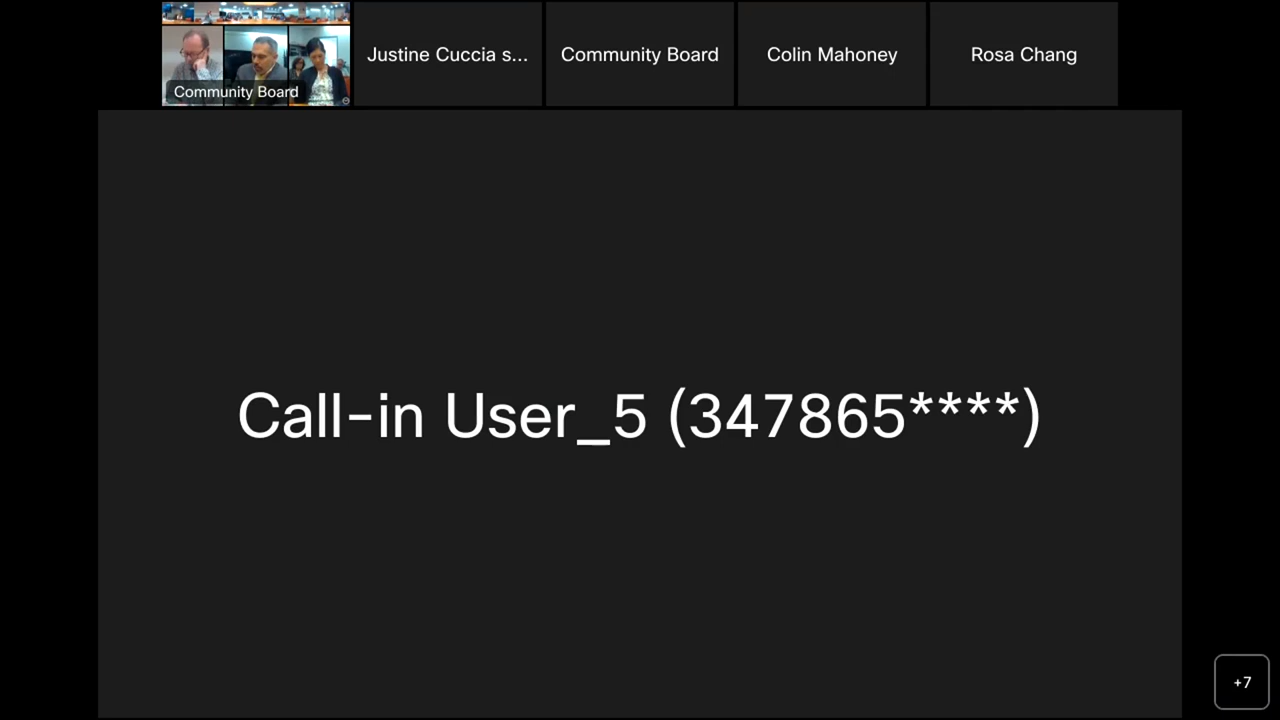 Community Board
Justine Cuccia s...
Community Board
Colin Mahoney
Rosa Chang
Call-in User_5 (347865****)
+7